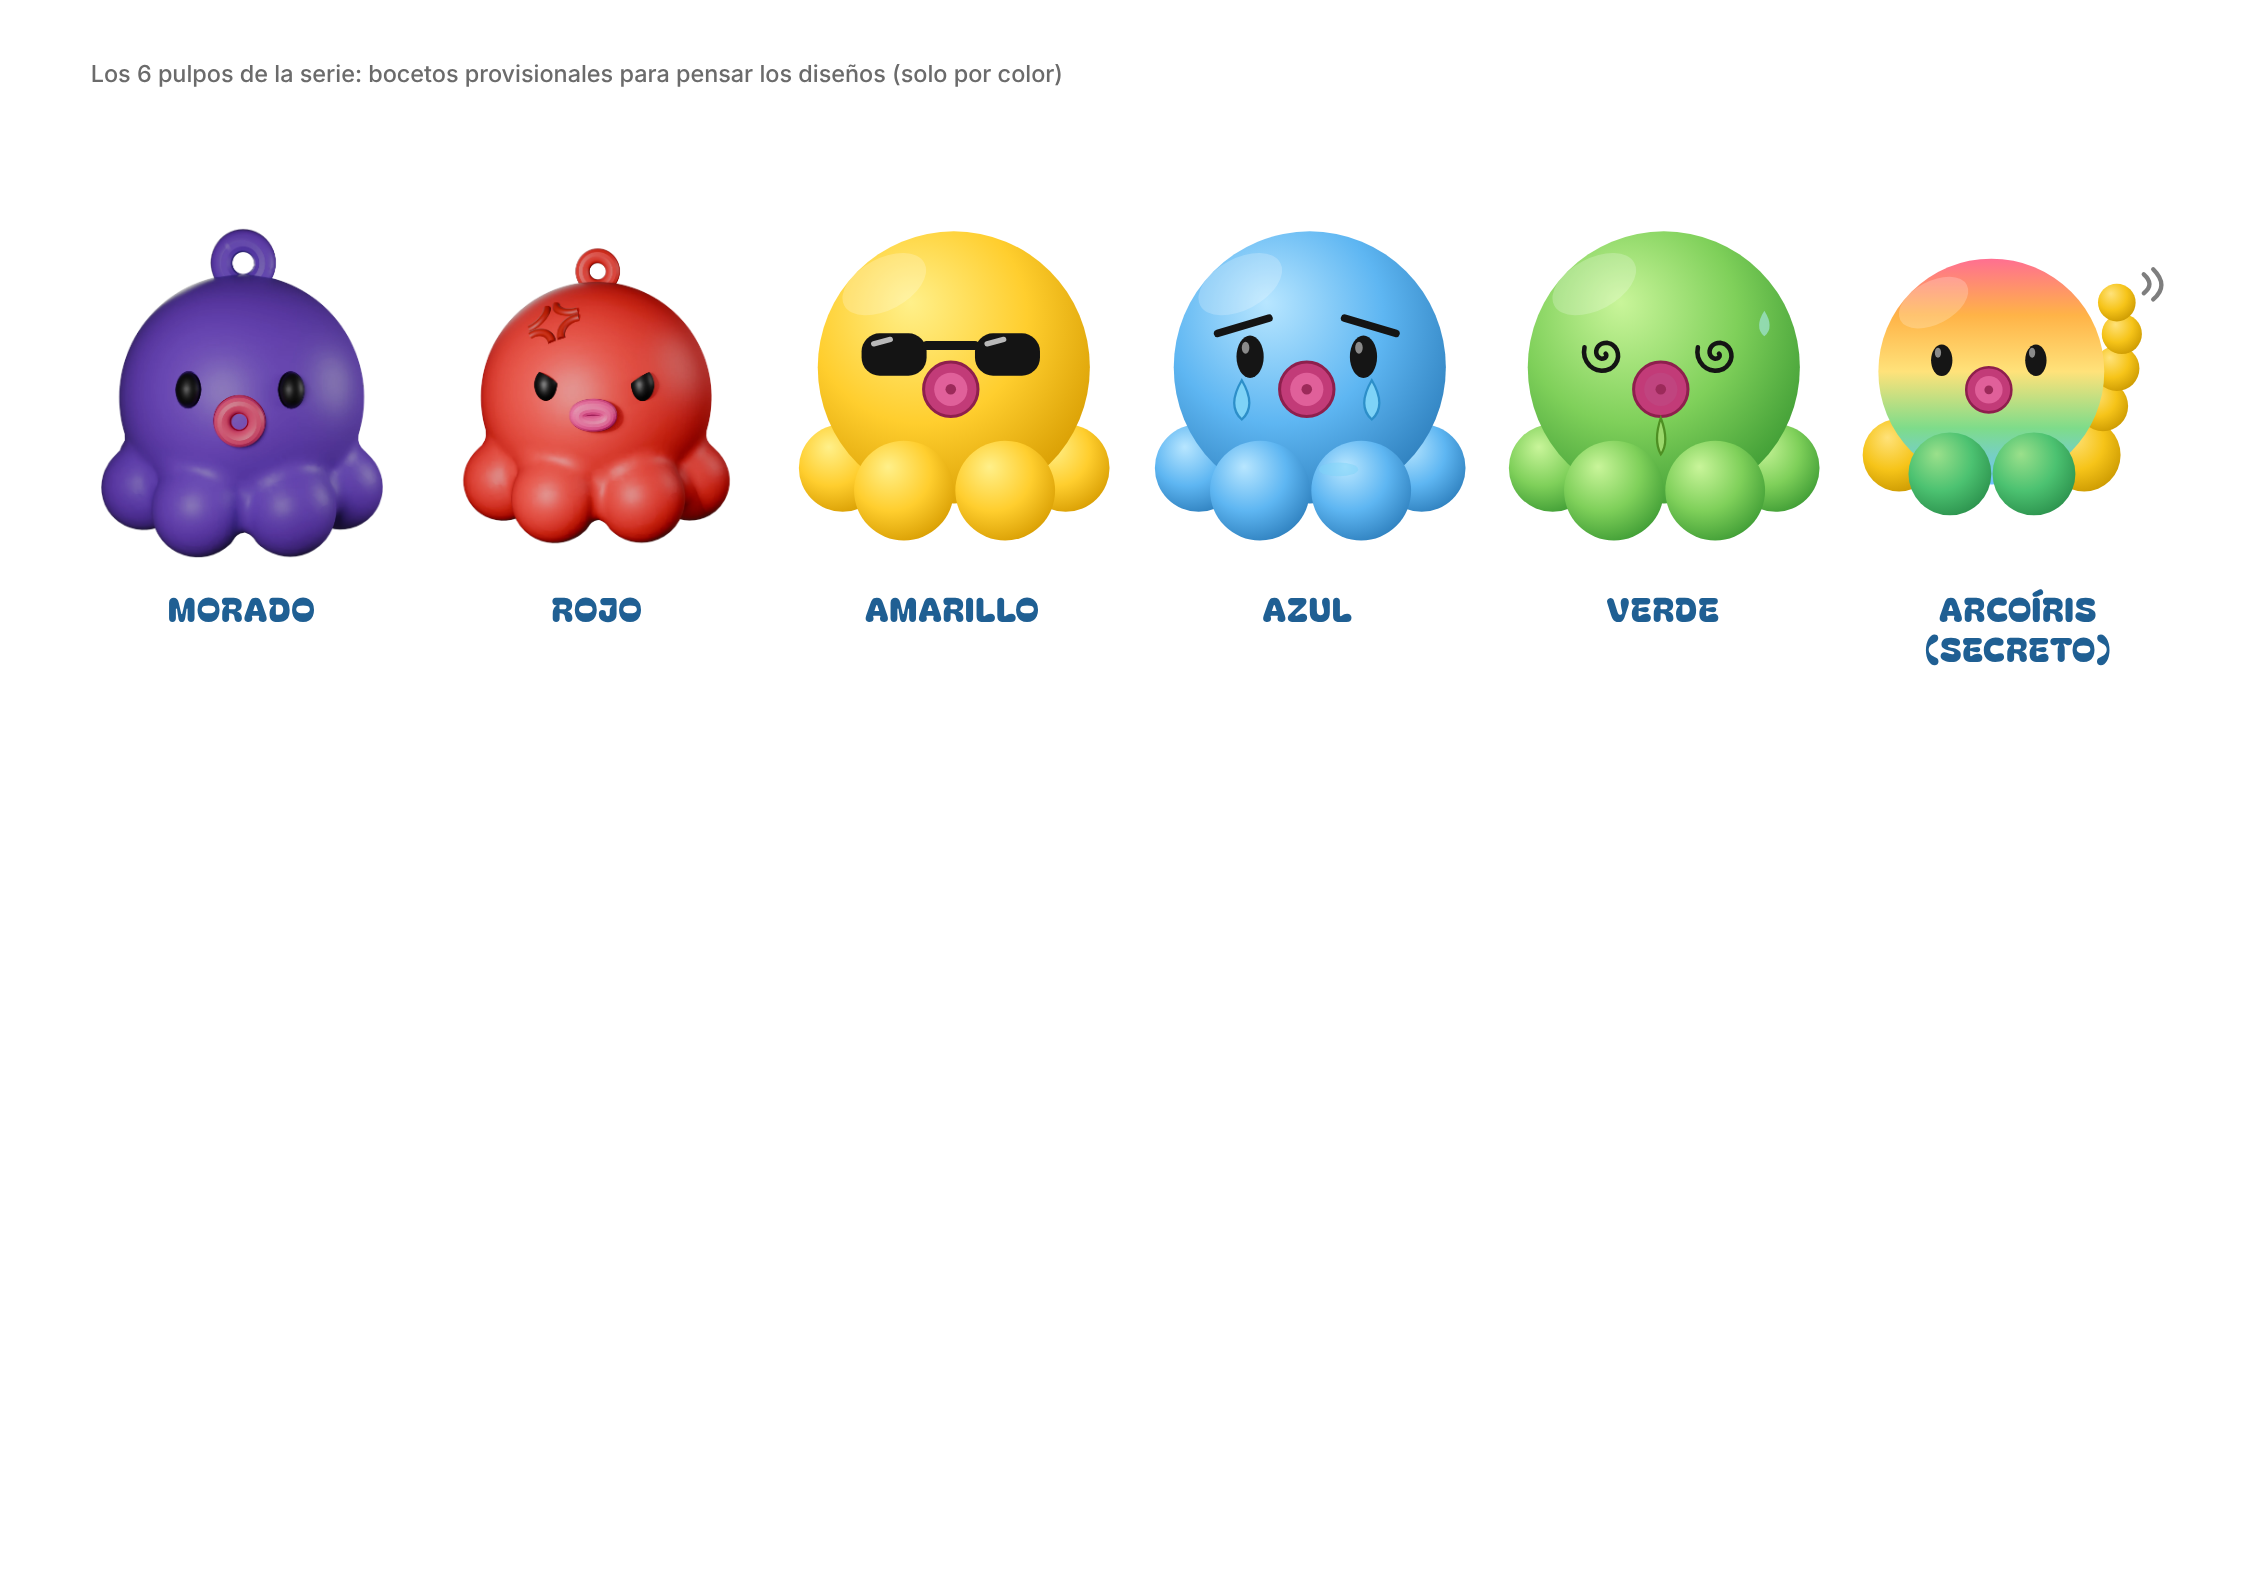 Los 6 pulpos de la serie: bocetos provisionales para pensar los diseños (solo por color)
MORADO
ROJO
AMARILLO
AZUL
VERDE
ARCOÍRIS
(SECRETO)